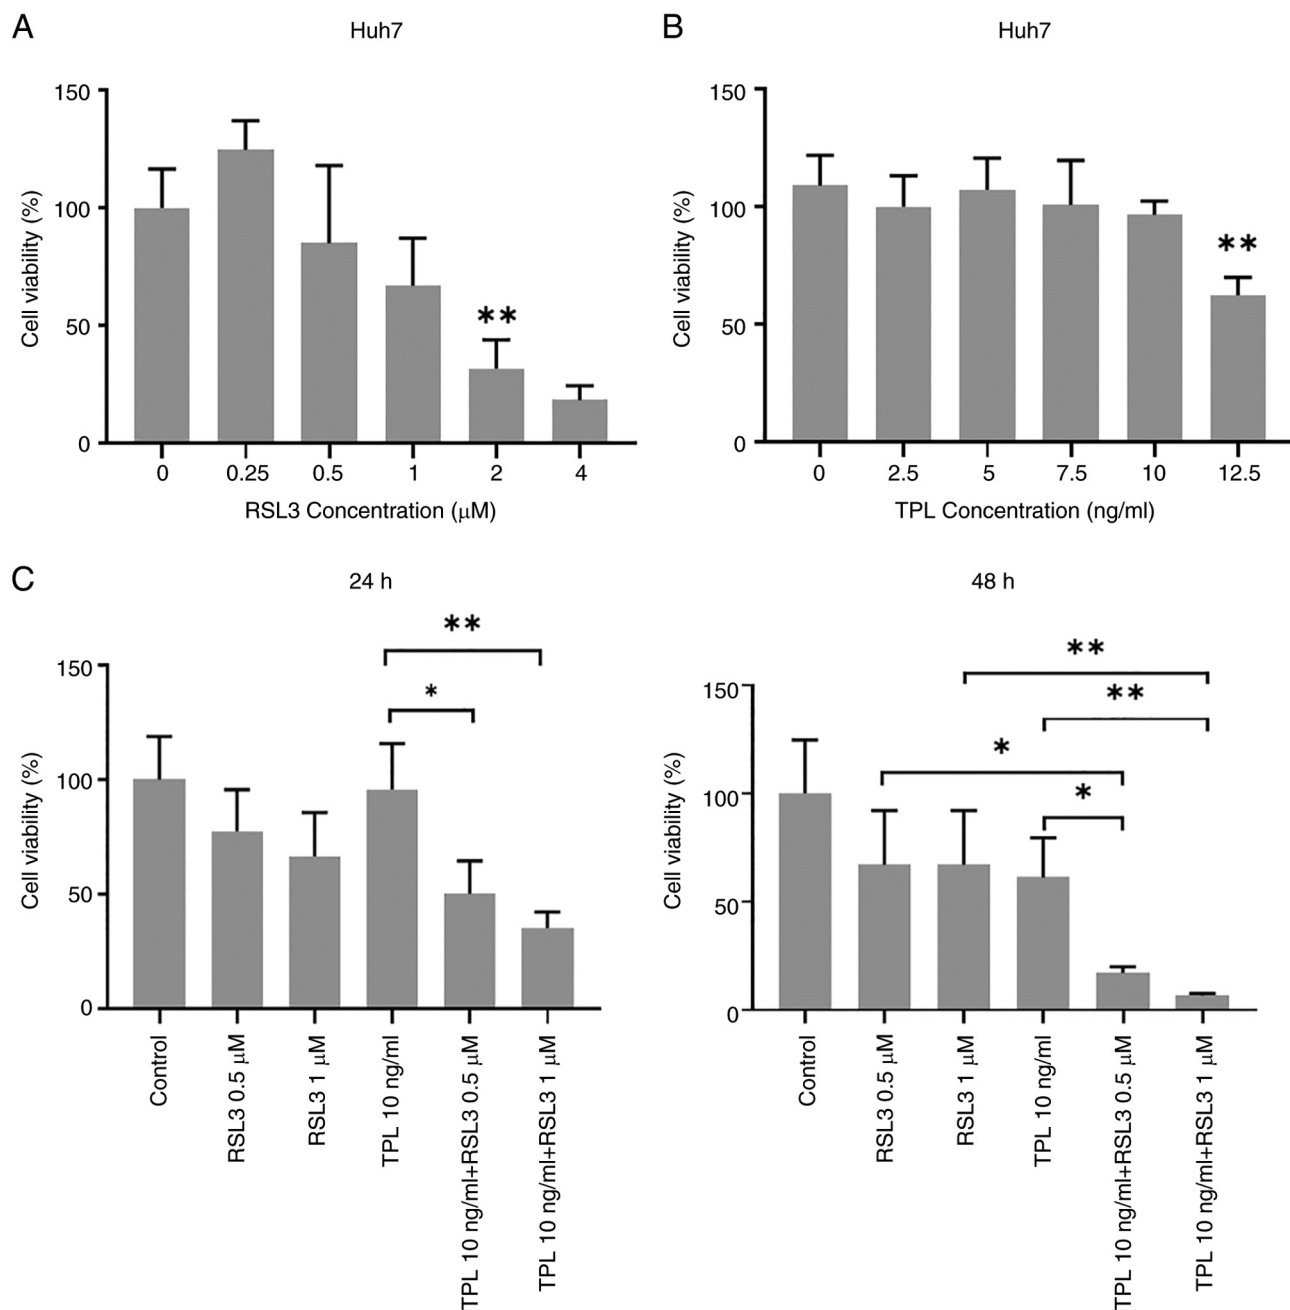 A
Huh7
150
100
50
0
Cell viability (%)
**
0 0.25 0.5 1 2 4
RSL3 Concentration (μM)
B
Huh7
150
100
50
0
Cell viability (%)
**
0 2.5 5 7.5 10 12.5
TPL Concentration (ng/ml)
C
24 h
150
100
50
0
Cell viability (%)
**
*
Control
RSL3 0.5 μM
RSL3 1 μM
TPL 10 ng/ml
TPL 10 ng/ml+RSL3 0.5 μM
TPL 10 ng/ml+RSL3 1 μM
48 h
150
100
50
0
Cell viability (%)
**
**
*
*
Control
RSL3 0.5 μM
RSL3 1 μM
TPL 10 ng/ml
TPL 10 ng/ml+RSL3 0.5 μM
TPL 10 ng/ml+RSL3 1 μM